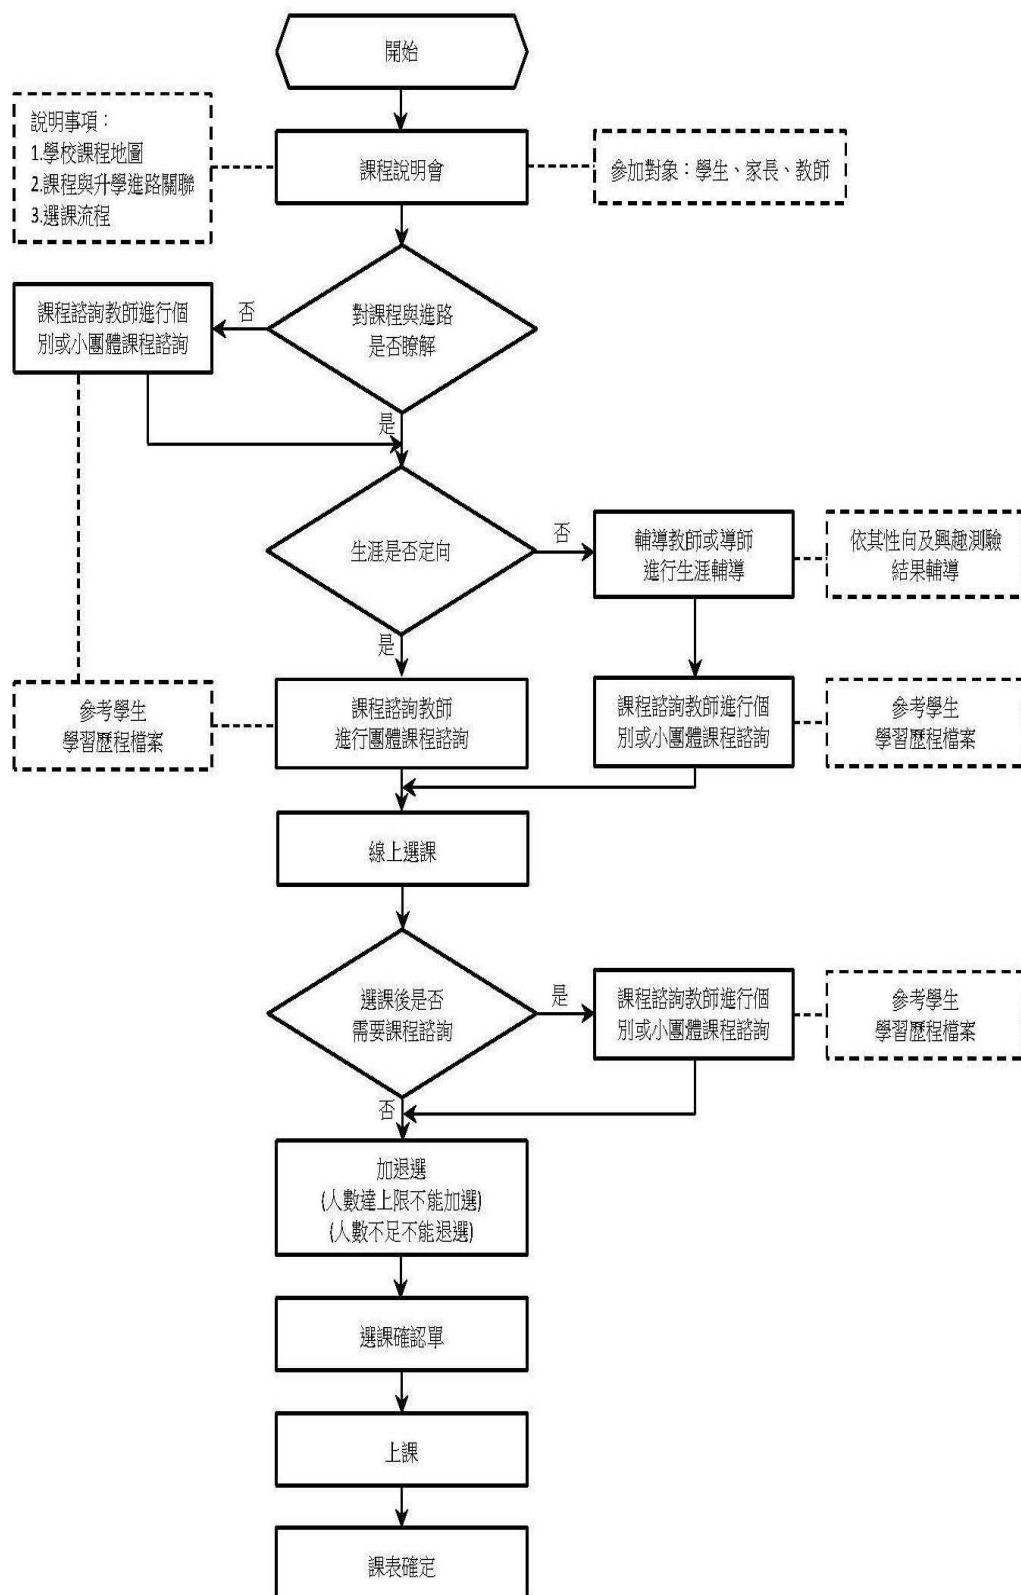 開始
說明事項：
1.學校課程地圖
2.課程與升學進路關聯
3.選課流程
課程說明會
參加對象：學生、家長、教師
對課程與進路
是否瞭解
否
課程諮詢教師進行個
別或小團體課程諮詢
是
生涯是否定向
否
輔導教師或導師
進行生涯輔導
依其性向及興趣測驗
結果輔導
是
參考學生
學習歷程檔案
課程諮詢教師
進行團體課程諮詢
課程諮詢教師進行個
別或小團體課程諮詢
參考學生
學習歷程檔案
線上選課
選課後是否
需要課程諮詢
是
課程諮詢教師進行個
別或小團體課程諮詢
參考學生
學習歷程檔案
否
加退選
(人數達上限不能加選)
(人數不足不能退選)
選課確認單
上課
課表確定